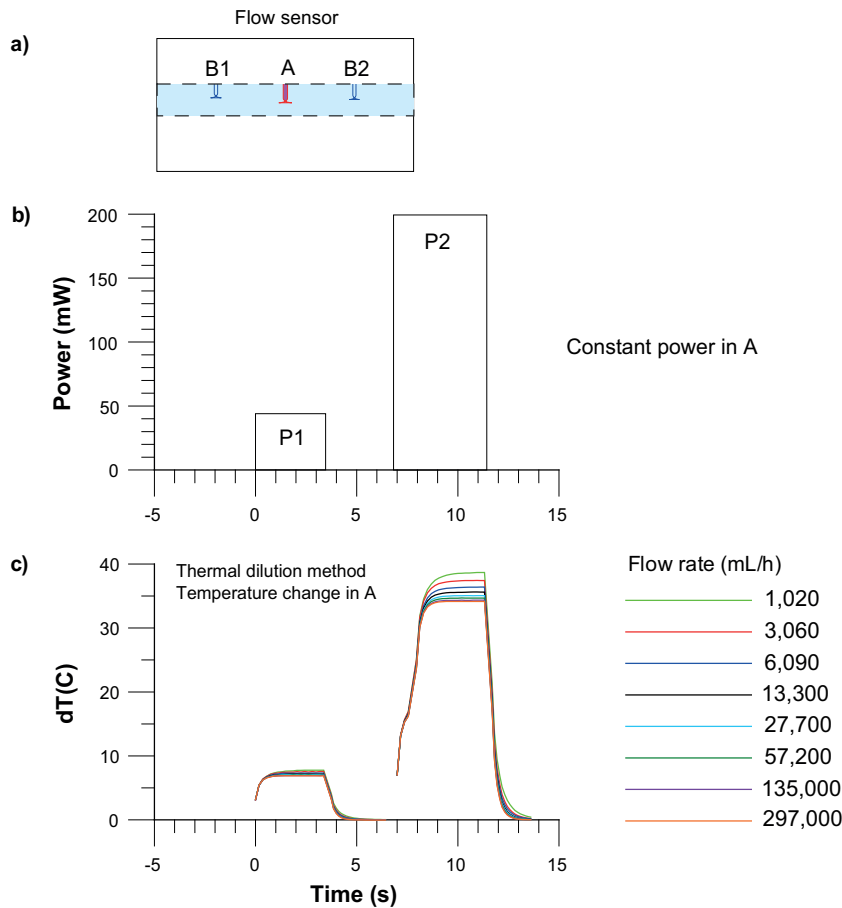 Flow sensor
a)
B1 A B2
b)
200
150
100
50
0
Power (mW)
P1
P2
Constant power in A
-5 0 5 10 15
c)
Thermal dilution method
Temperature change in A
40
30
20
10
0
dT(C)
-5 0 5 10 15
Time (s)
Flow rate (mL/h)
1,020
3,060
6,090
13,300
27,700
57,200
135,000
297,000